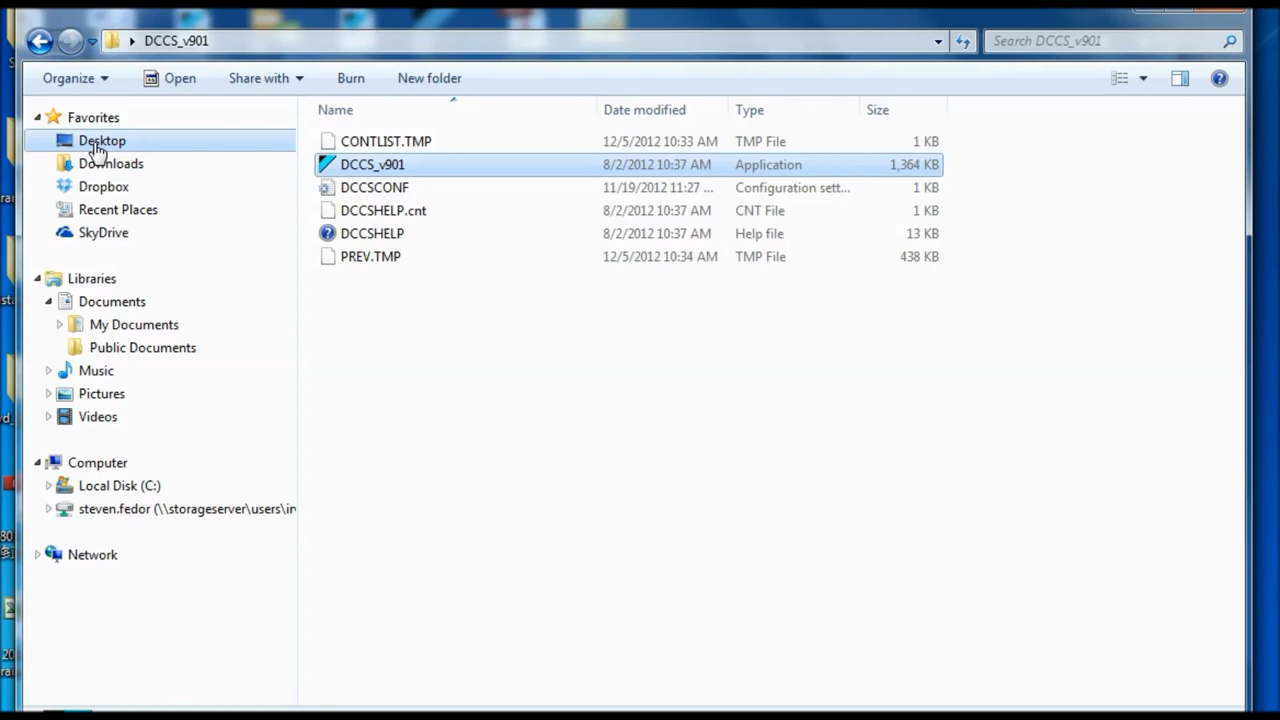 DCCS_v901
Search DCCS_v901
Organize Open Share with Burn New folder
Name Date modified Type Size
Favorites
Desktop
Downloads
Dropbox
Recent Places
SkyDrive
Libraries
Documents
My Documents
Public Documents
Music
Pictures
Videos
Computer
Local Disk (C:)
steven.fedor (\\storageserver\users\ir
Network
CONTLIST.TMP 12/5/2012 10:33 AM TMP File 1 KB
DCCS_v901 8/2/2012 10:37 AM Application 1,364 KB
DCCSCONF 11/19/2012 11:27 ... Configuration sett... 1 KB
DCCSHELP.cnt 8/2/2012 10:37 AM CNT File 1 KB
DCCSHELP 8/2/2012 10:37 AM Help file 13 KB
PREV.TMP 12/5/2012 10:34 AM TMP File 438 KB